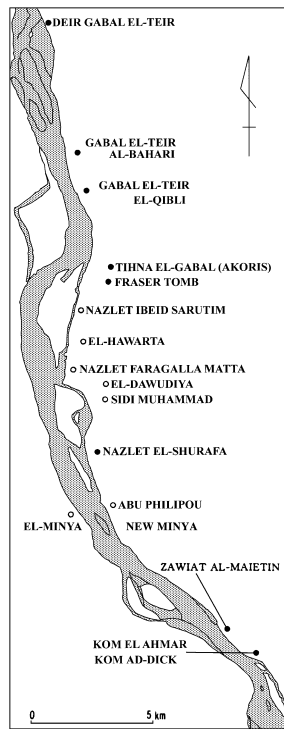 DEIR GABAL EL-TEIR
GABAL EL-TEIR
AL-BAHARI
GABAL EL-TEIR
EL-QIBLI
TIHNA EL-GABAL (AKORIS)
FRASER TOMB
NAZLET IBEID SARUTIM
EL-HAWARTA
NAZLET FARAGALLA MATTA
EL-DAWUDIYA
SIDI MUHAMMAD
NAZLET EL-SHURAFA
ABU PHILIPOU
EL-MINYA
NEW MINYA
ZAWIAT AL-MAIETIN
KOM EL AHMAR
KOM AD-DICK
0 5
km